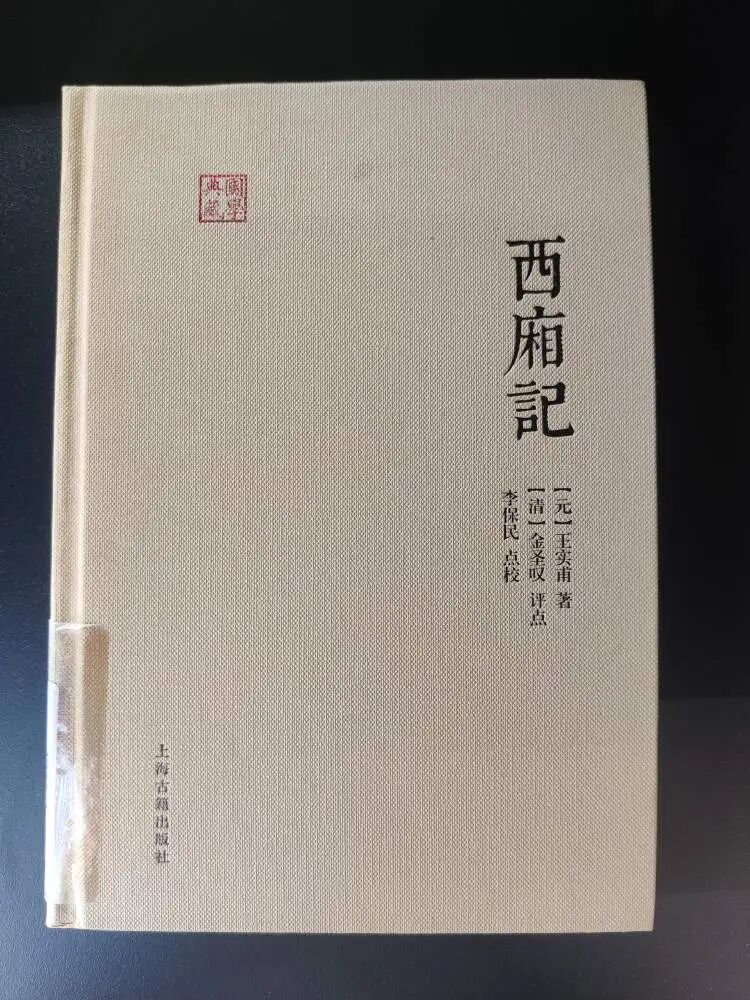 國學
典藏
西廂記
［元］王实甫 著
［清］金圣叹 评点
李保民 点校
上海古籍出版社